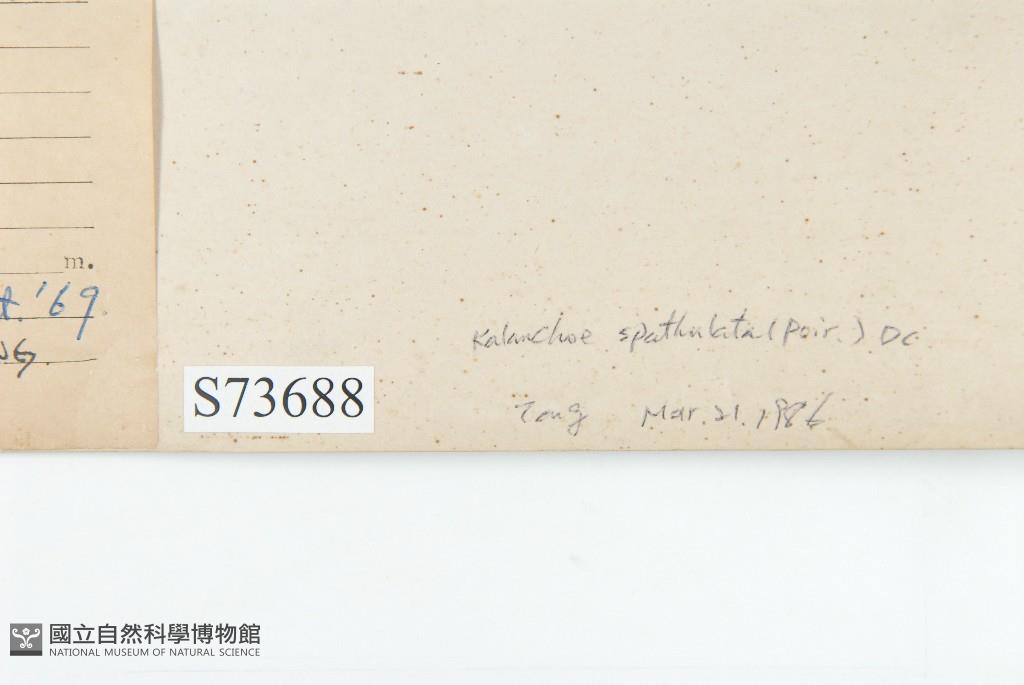 m.
'69
S73688
Kalanchoe spathulata (Poir.) DC
Tang Mar. 21. 1986
國立自然科學博物館
NATIONAL MUSEUM OF NATURAL SCIENCE